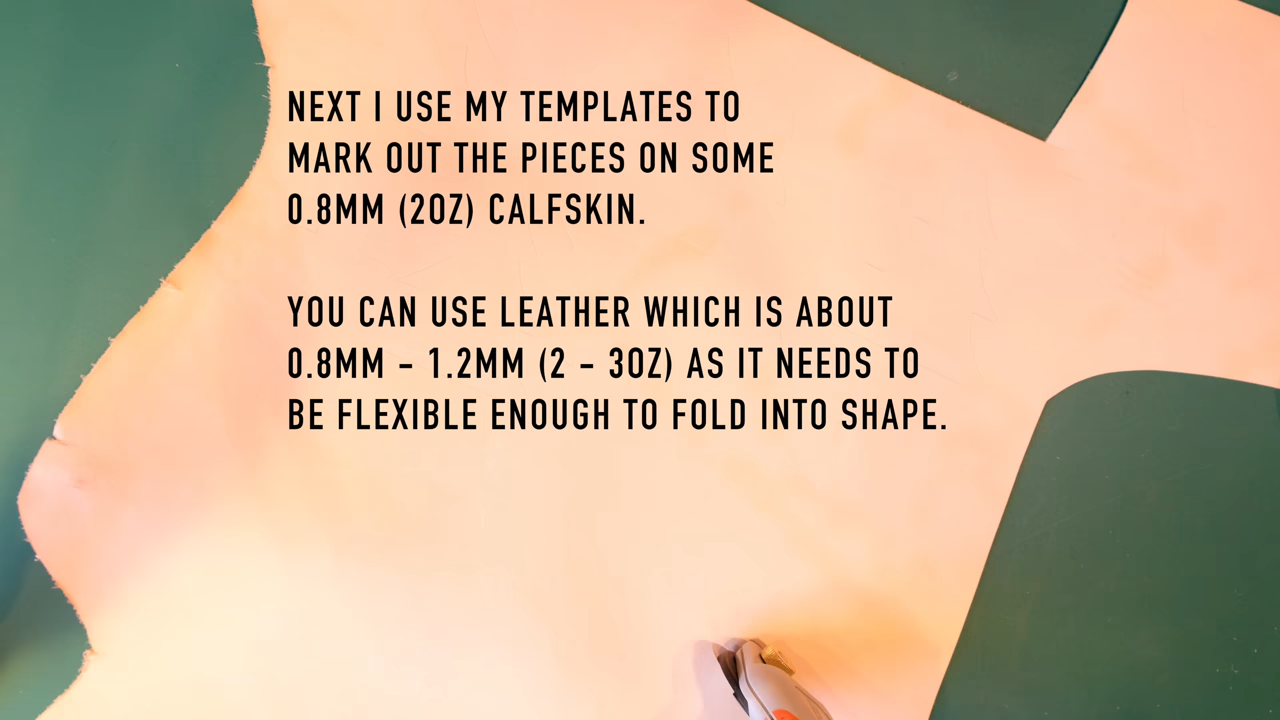 NEXT I USE MY TEMPLATES TO
MARK OUT THE PIECES ON SOME
0.8MM (2OZ) CALFSKIN.
YOU CAN USE LEATHER WHICH IS ABOUT
0.8MM - 1.2MM (2 - 3OZ) AS IT NEEDS TO
BE FLEXIBLE ENOUGH TO FOLD INTO SHAPE.